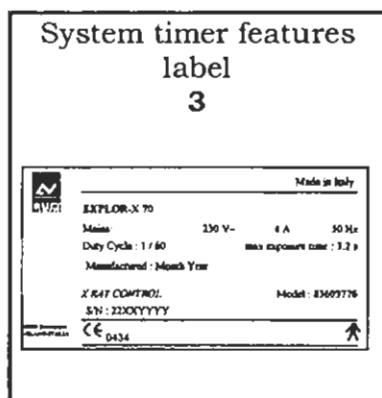 System timer features
label
3
Made in Italy
EXPLOR-X 70
Mains 230 V~ 4 A 50 Hz
Duty Cycle : 1 / 60 max exposure time : 3.2 s
Manufactured : Month Year
X RAY CONTROL Model : 83603776
S/N : 22XXYYYY
CE 0434